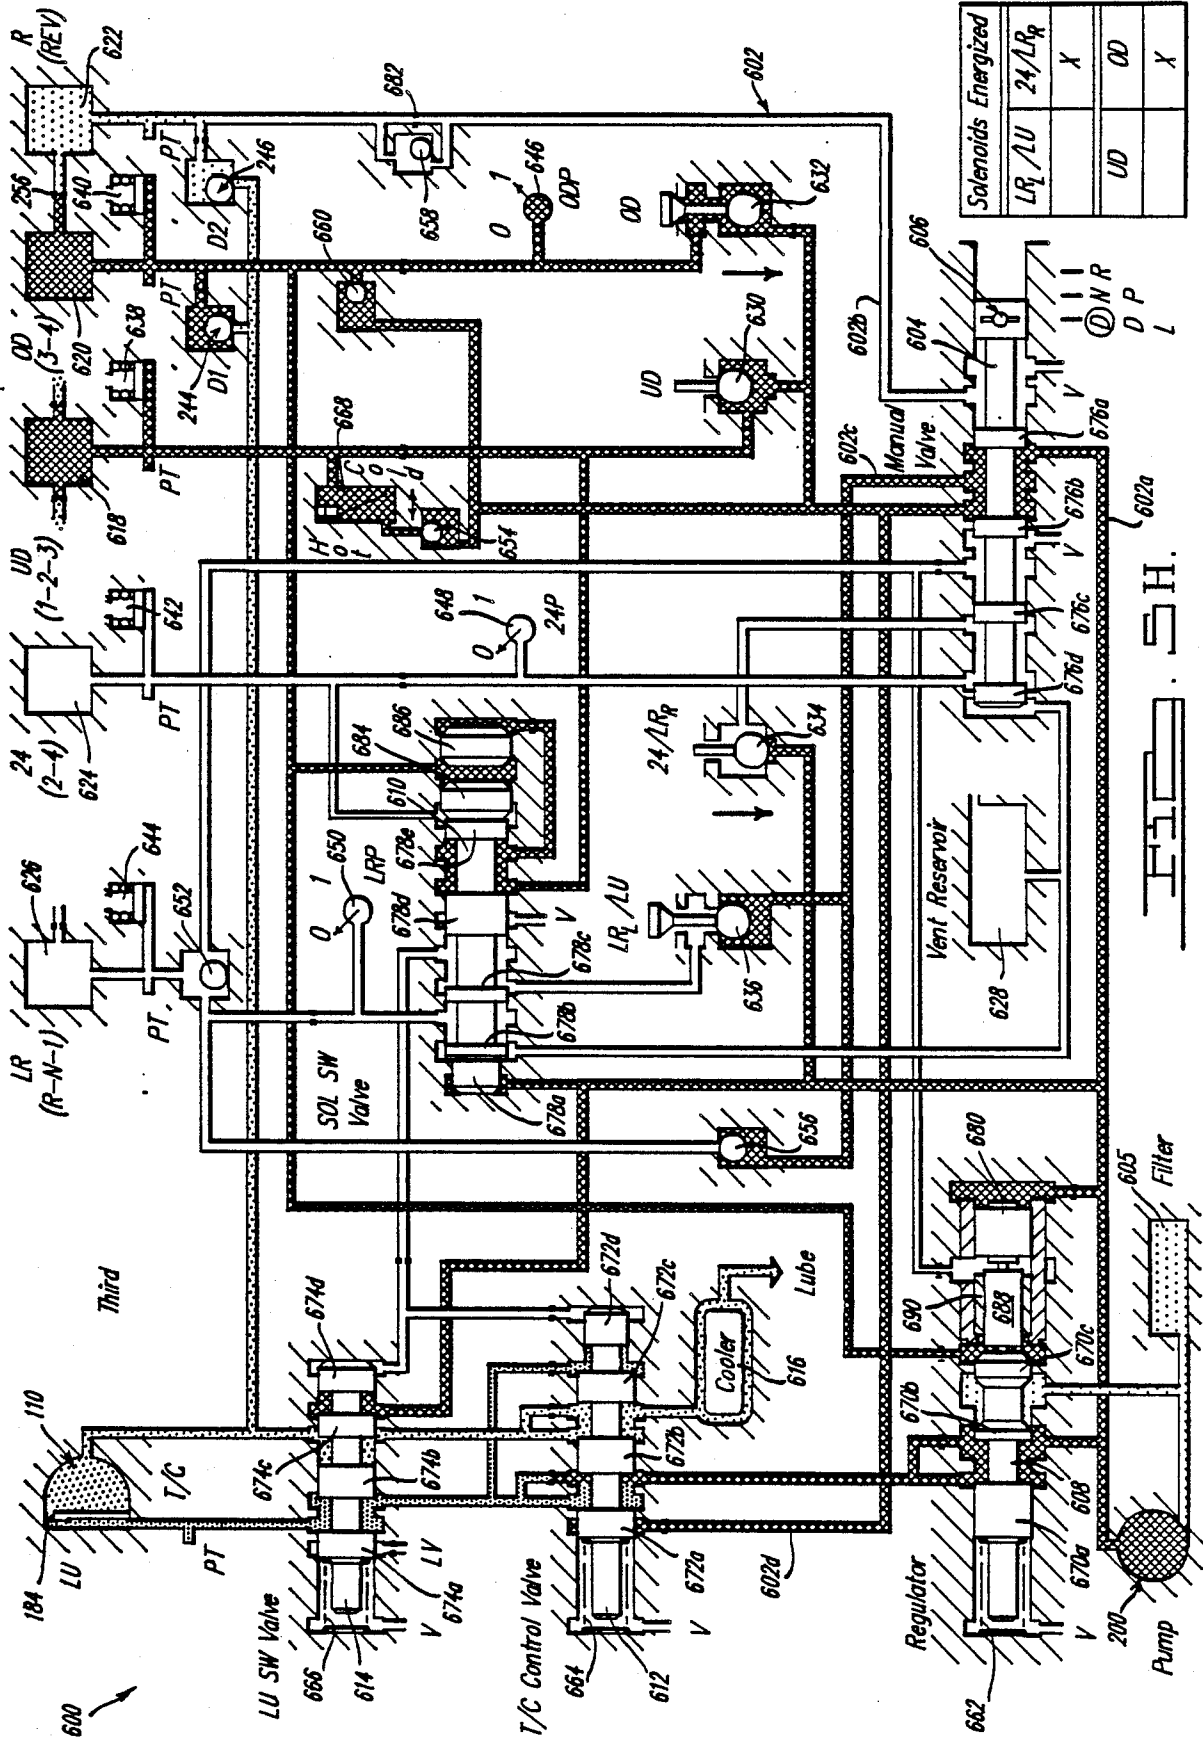 600
Third
LR
(R-N-1)
626
644
PT
652
24
(2-4)
624
642
PT
UD
(1-2-3)
618
638
PT
OD
(3-4)
620
640
PT
256
R
(REV)
622
PT
244
D1
D2
246
184
110
LU
T/C
PT
LU SW Valve
666
614
V
LV
674a
674b
674c
674d
T/C Control Valve
664
612
V
672a
672b
672c
672d
602d
Cooler
616
Lube
SOL SW
Valve
650
0
1
LRP
678a
678b
678c
678d
678e
610
684
686
V
648
0
1
24P
668
Cold
Hot
654
660
658
682
602
0
1
646
ODP
LRL/LU
636
24/LRR
634
UD
630
OD
632
656
602c
602b
Manual
Valve
604
606
676a
676b
676c
676d
V
V
D N R
D P
L
602a
Vent Reservoir
628
Regulator
662
V
670a
608
670b
670c
688
690
680
Pump
200
605
Filter
Solenoids Energized
LRL/LU 24/LRR
X
UD OD
X
Fig. 5H.